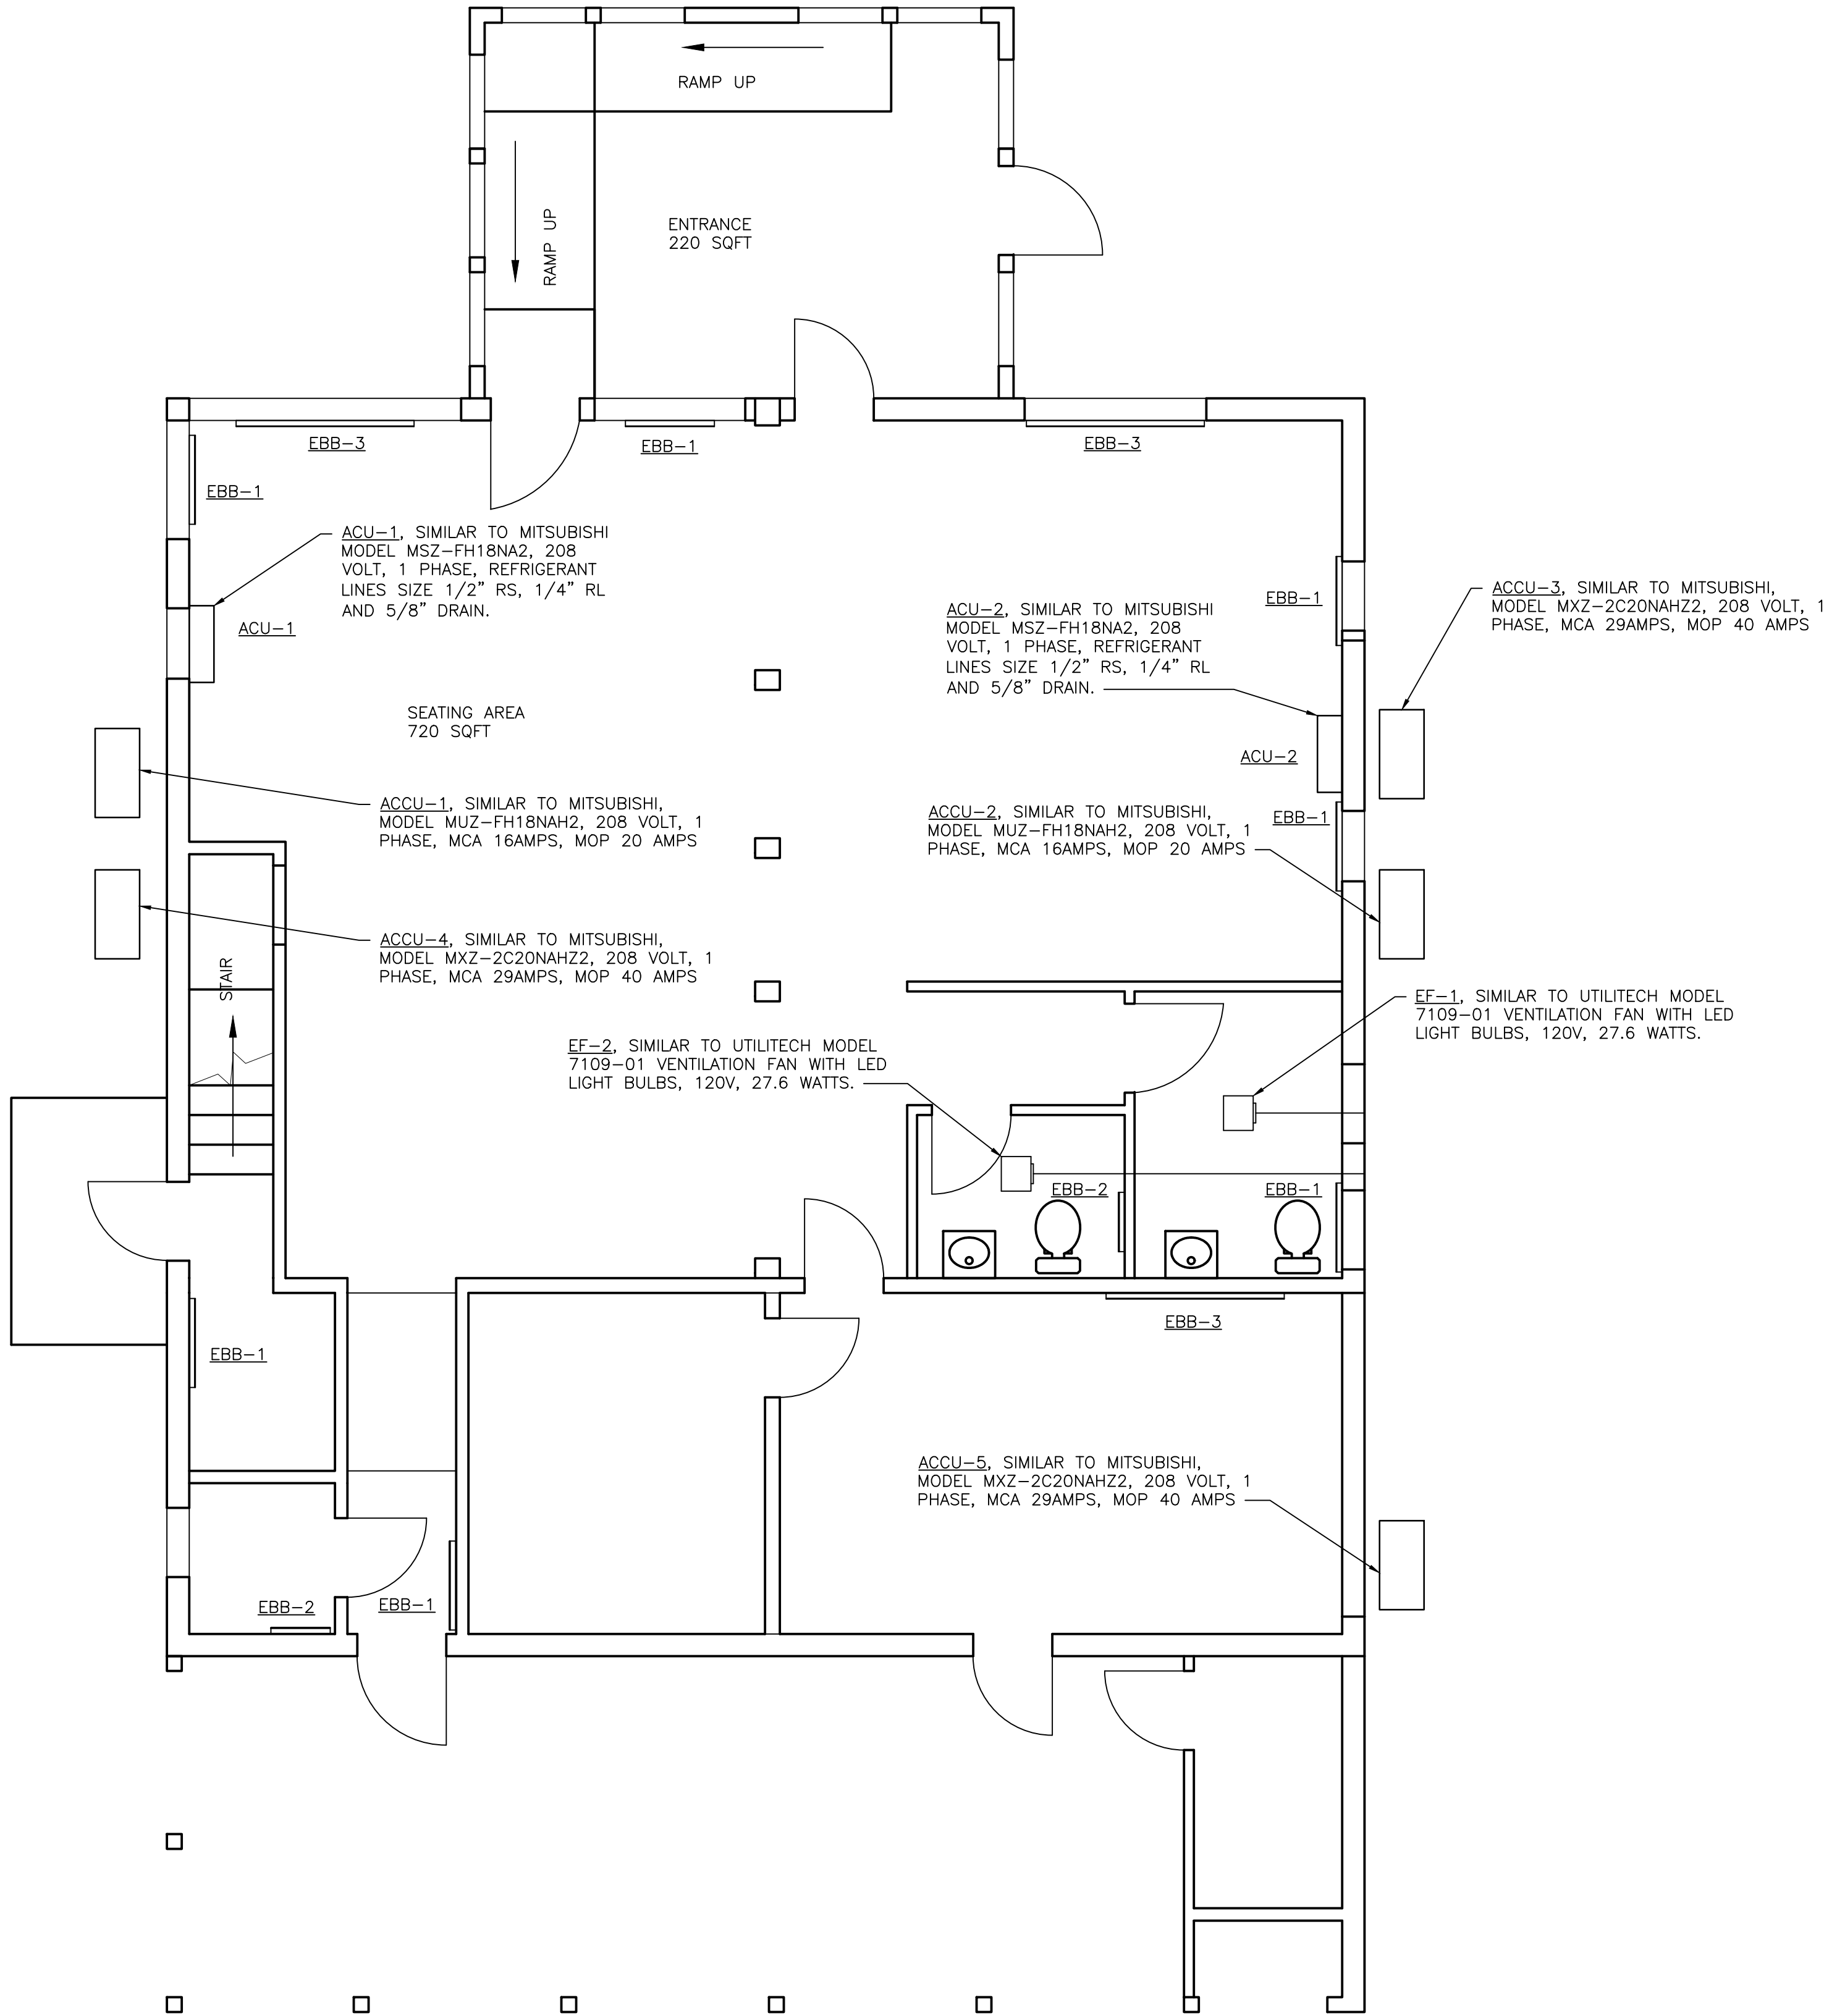 RAMP UP
RAMP UP
ENTRANCE
220 SQFT
EBB-3
EBB-1
EBB-3
EBB-1
ACU-1, SIMILAR TO MITSUBISHI
MODEL MSZ-FH18NA2, 208
VOLT, 1 PHASE, REFRIGERANT
LINES SIZE 1/2" RS, 1/4" RL
AND 5/8" DRAIN.
ACU-1
ACU-2, SIMILAR TO MITSUBISHI
MODEL MSZ-FH18NA2, 208
VOLT, 1 PHASE, REFRIGERANT
LINES SIZE 1/2" RS, 1/4" RL
AND 5/8" DRAIN.
EBB-1
ACCU-3, SIMILAR TO MITSUBISHI,
MODEL MXZ-2C20NAHZ2, 208 VOLT, 1
PHASE, MCA 29AMPS, MOP 40 AMPS
SEATING AREA
720 SQFT
ACU-2
ACCU-1, SIMILAR TO MITSUBISHI,
MODEL MUZ-FH18NAH2, 208 VOLT, 1
PHASE, MCA 16AMPS, MOP 20 AMPS
ACCU-2, SIMILAR TO MITSUBISHI,
MODEL MUZ-FH18NAH2, 208 VOLT, 1
PHASE, MCA 16AMPS, MOP 20 AMPS
EBB-1
ACCU-4, SIMILAR TO MITSUBISHI,
MODEL MXZ-2C20NAHZ2, 208 VOLT, 1
PHASE, MCA 29AMPS, MOP 40 AMPS
STAIR
EF-1, SIMILAR TO UTILITECH MODEL
7109-01 VENTILATION FAN WITH LED
LIGHT BULBS, 120V, 27.6 WATTS.
EF-2, SIMILAR TO UTILITECH MODEL
7109-01 VENTILATION FAN WITH LED
LIGHT BULBS, 120V, 27.6 WATTS.
EBB-2
EBB-1
EBB-3
EBB-1
ACCU-5, SIMILAR TO MITSUBISHI,
MODEL MXZ-2C20NAHZ2, 208 VOLT, 1
PHASE, MCA 29AMPS, MOP 40 AMPS
EBB-2
EBB-1